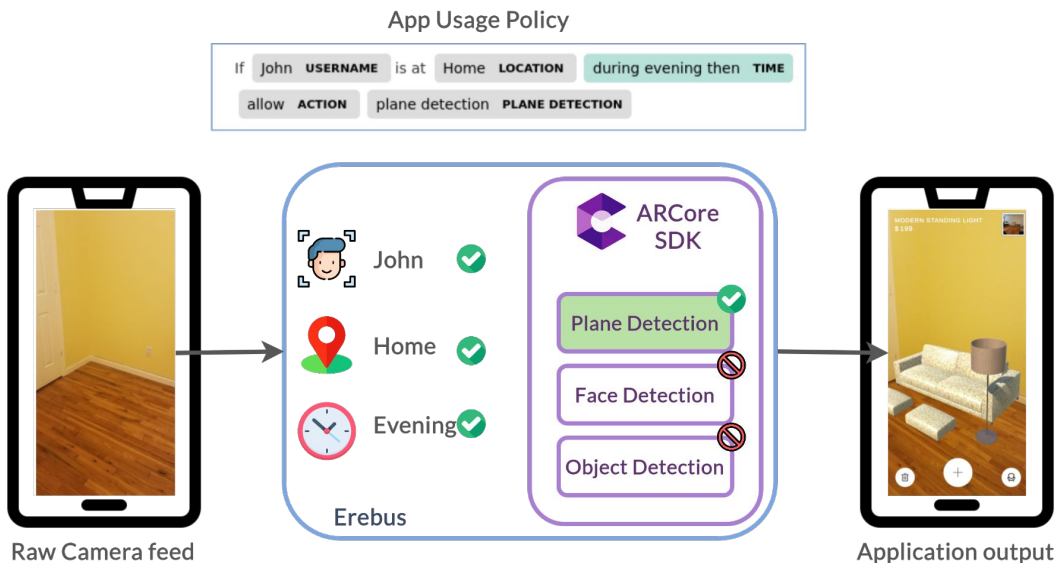 App Usage Policy
If John USERNAME is at Home LOCATION during evening then TIME
allow ACTION plane detection PLANE DETECTION
ARCore
SDK
John
Home
Evening
Plane Detection
Face Detection
Object Detection
Erebus
MODERN STANDING LIGHT
$199
Raw Camera feed
Application output